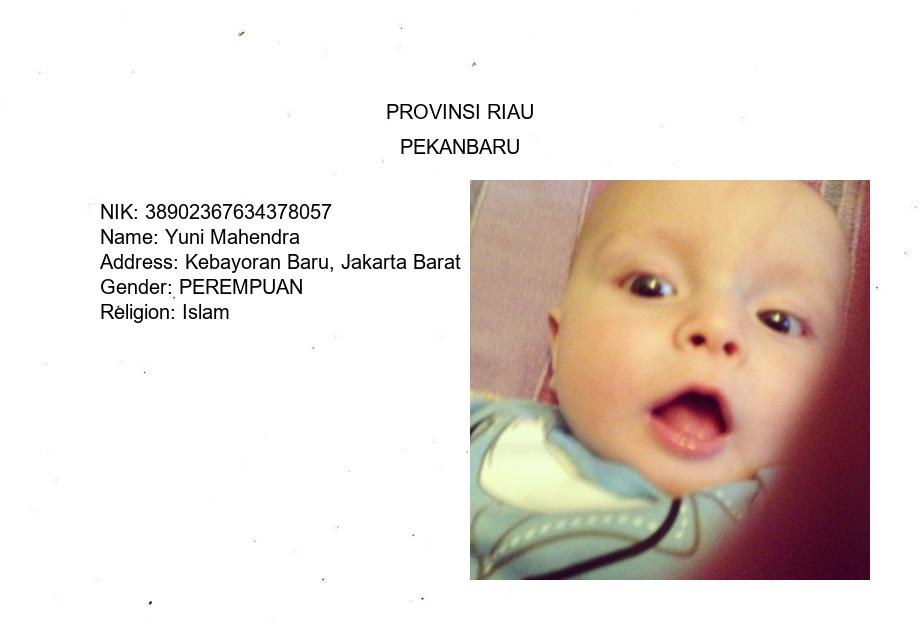 PROVINSI RIAU
PEKANBARU
NIK: 38902367634378057
Name: Yuni Mahendra
Address: Kebayoran Baru, Jakarta Barat
Gender: PEREMPUAN
Religion: Islam